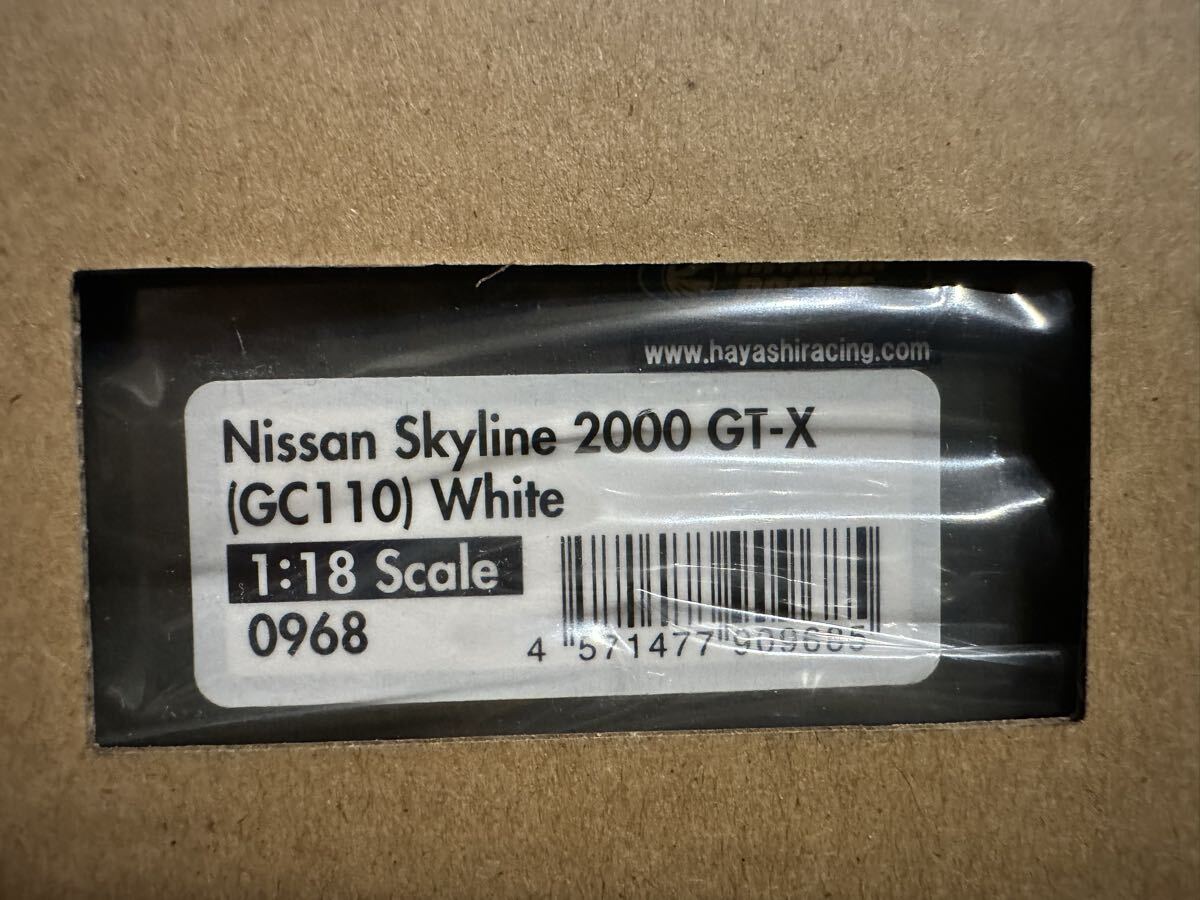 www.hayashiracing.com
Nissan Skyline 2000 GT-X
(GC110) White
1:18 Scale
0968
4 571477 909685